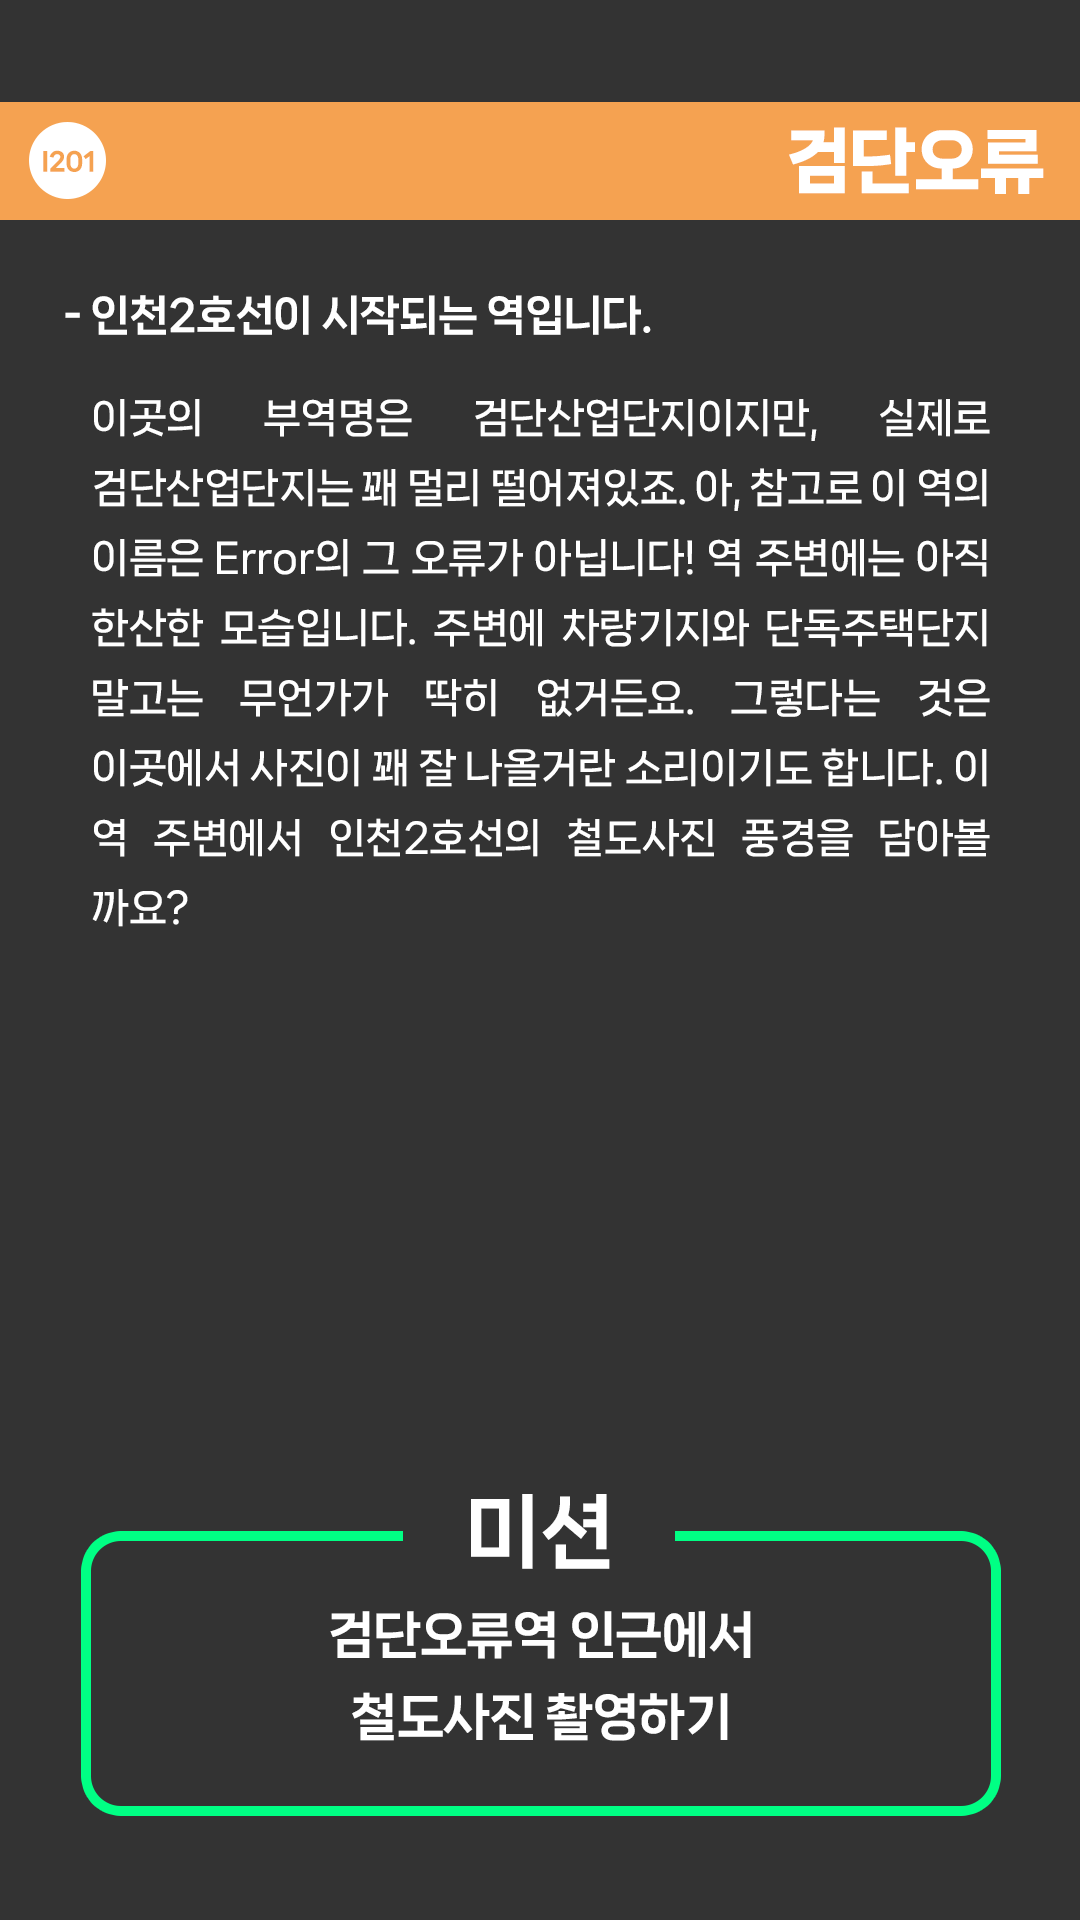 I201
검단오류
- 인천2호선이 시작되는 역입니다.
이곳의 부역명은 검단산업단지이지만, 실제로
검단산업단지는 꽤 멀리 떨어져있죠. 아, 참고로 이 역의
이름은 Error의 그 오류가 아닙니다! 역 주변에는 아직
한산한 모습입니다. 주변에 차량기지와 단독주택단지
말고는 무언가가 딱히 없거든요. 그렇다는 것은
이곳에서 사진이 꽤 잘 나올거란 소리이기도 합니다. 이
역 주변에서 인천2호선의 철도사진 풍경을 담아볼
까요?
미션
검단오류역 인근에서
철도사진 촬영하기